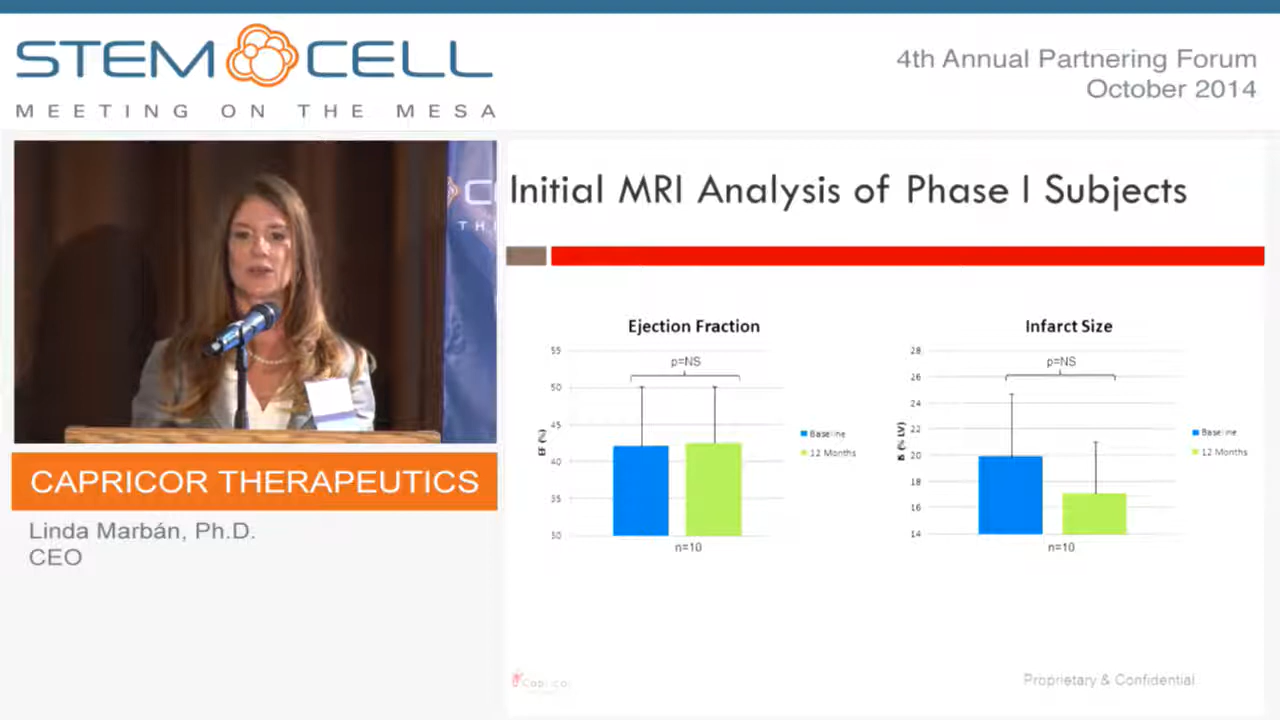 STEM CELL
MEETING ON THE MESA
4th Annual Partnering Forum
October 2014
CAPRICOR THERAPEUTICS
Linda Marbán, Ph.D.
CEO
Initial MRI Analysis of Phase I Subjects
Ejection Fraction
p=NS
55
50
45
40
35
30
EF (%)
Baseline
12 Months
n=10
Infarct Size
p=NS
28
26
24
22
20
18
16
14
IS (% LV)
Baseline
12 Months
n=10
Capricor
Proprietary & Confidential